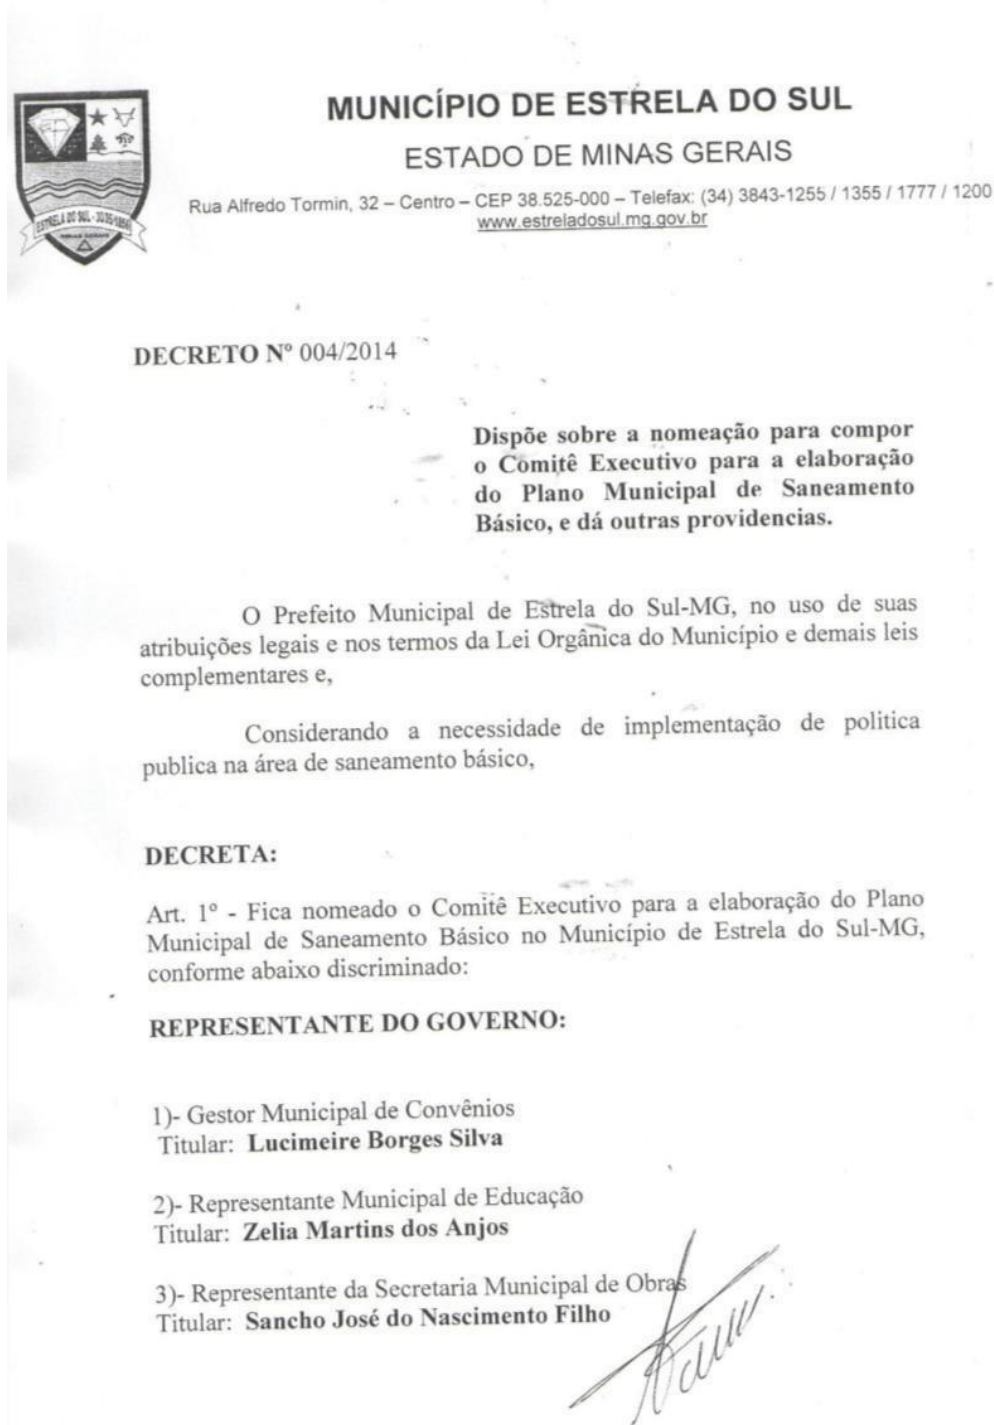 MUNICÍPIO DE ESTRELA DO SUL
ESTADO DE MINAS GERAIS
Rua Alfredo Tormin, 32 – Centro – CEP 38.525-000 – Telefax: (34) 3843-1255 / 1355 / 1777 / 1200
www.estreladosul.mg.gov.br
ESTRELA DO SUL - 
MINAS GERAIS
DECRETO Nº 004/2014
Dispõe sobre a nomeação para compor
o Comitê Executivo para a elaboração
do Plano Municipal de Saneamento
Básico, e dá outras providencias.
O Prefeito Municipal de Estrela do Sul-MG, no uso de suas
atribuições legais e nos termos da Lei Orgânica do Município e demais leis
complementares e,
Considerando a necessidade de implementação de politica
publica na área de saneamento básico,
DECRETA:
Art. 1º - Fica nomeado o Comitê Executivo para a elaboração do Plano
Municipal de Saneamento Básico no Município de Estrela do Sul-MG,
conforme abaixo discriminado:
REPRESENTANTE DO GOVERNO:
1)- Gestor Municipal de Convênios
Titular: Lucimeire Borges Silva
2)- Representante Municipal de Educação
Titular: Zelia Martins dos Anjos
3)- Representante da Secretaria Municipal de Obras
Titular: Sancho José do Nascimento Filho